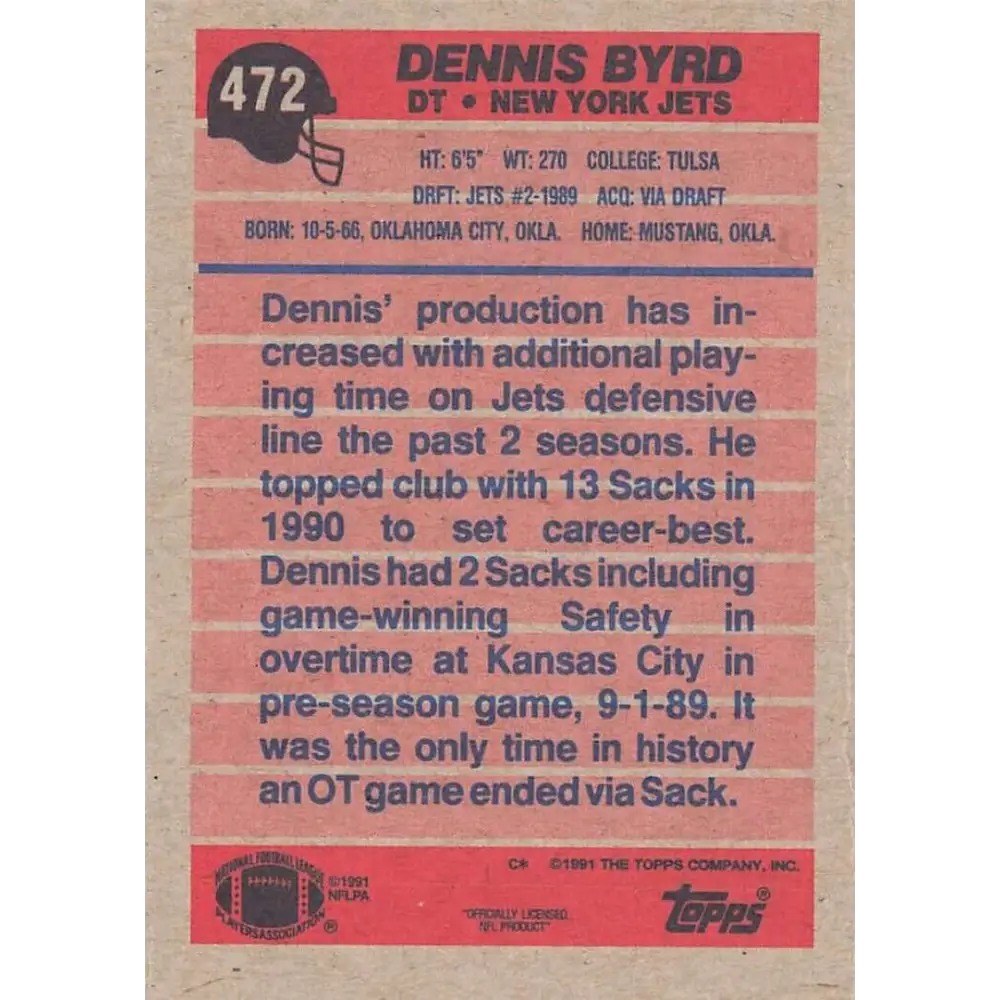 472
DENNIS BYRD
DT • NEW YORK JETS
HT: 6'5" WT: 270 COLLEGE: TULSA
DRFT: JETS #2-1989 ACQ: VIA DRAFT
BORN: 10-5-66, OKLAHOMA CITY, OKLA. HOME: MUSTANG, OKLA.
Dennis' production has in-
creased with additional play-
ing time on Jets defensive
line the past 2 seasons. He
topped club with 13 Sacks in
1990 to set career-best.
Dennis had 2 Sacks including
game-winning Safety in
overtime at Kansas City in
pre-season game, 9-1-89. It
was the only time in history
an OT game ended via Sack.
NATIONAL FOOTBALL LEAGUE
PLAYERS ASSOCIATION ®
©1991
NFLPA
C* ©1991 THE TOPPS COMPANY, INC.
"OFFICIALLY LICENSED
NFL PRODUCT"
Topps®